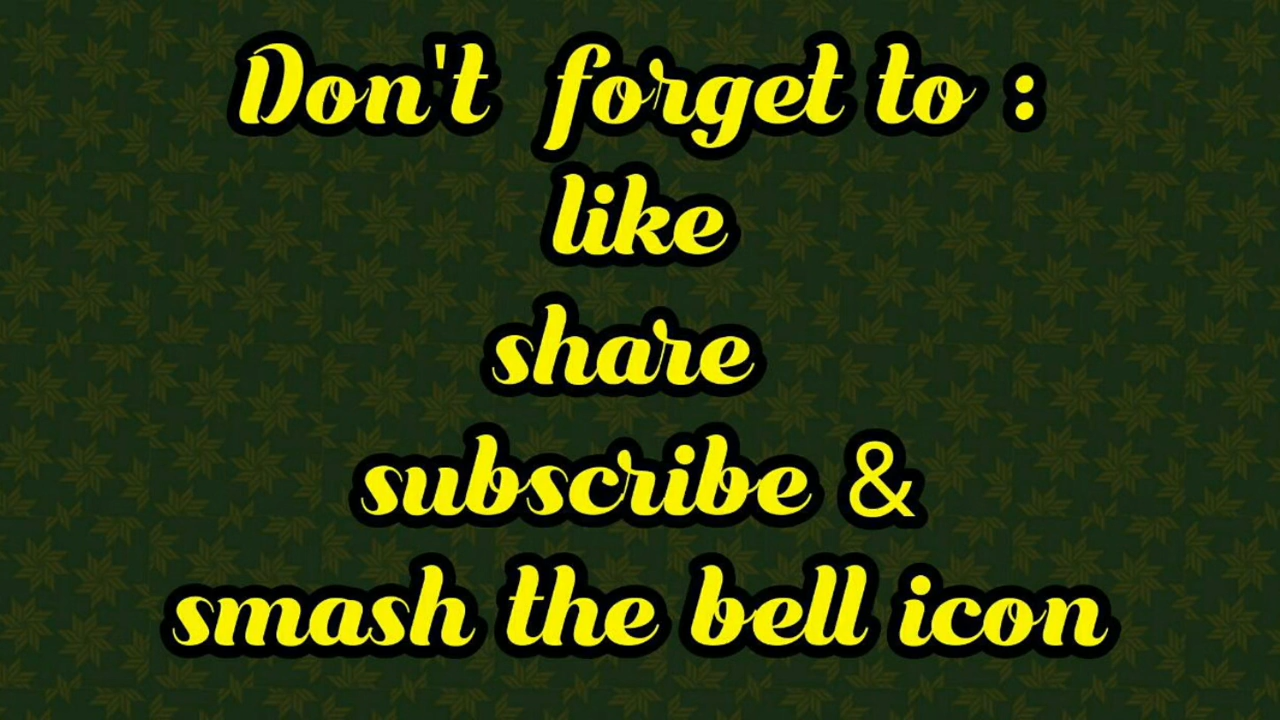 Don't forget to :
like
share
subscribe &
smash the bell icon